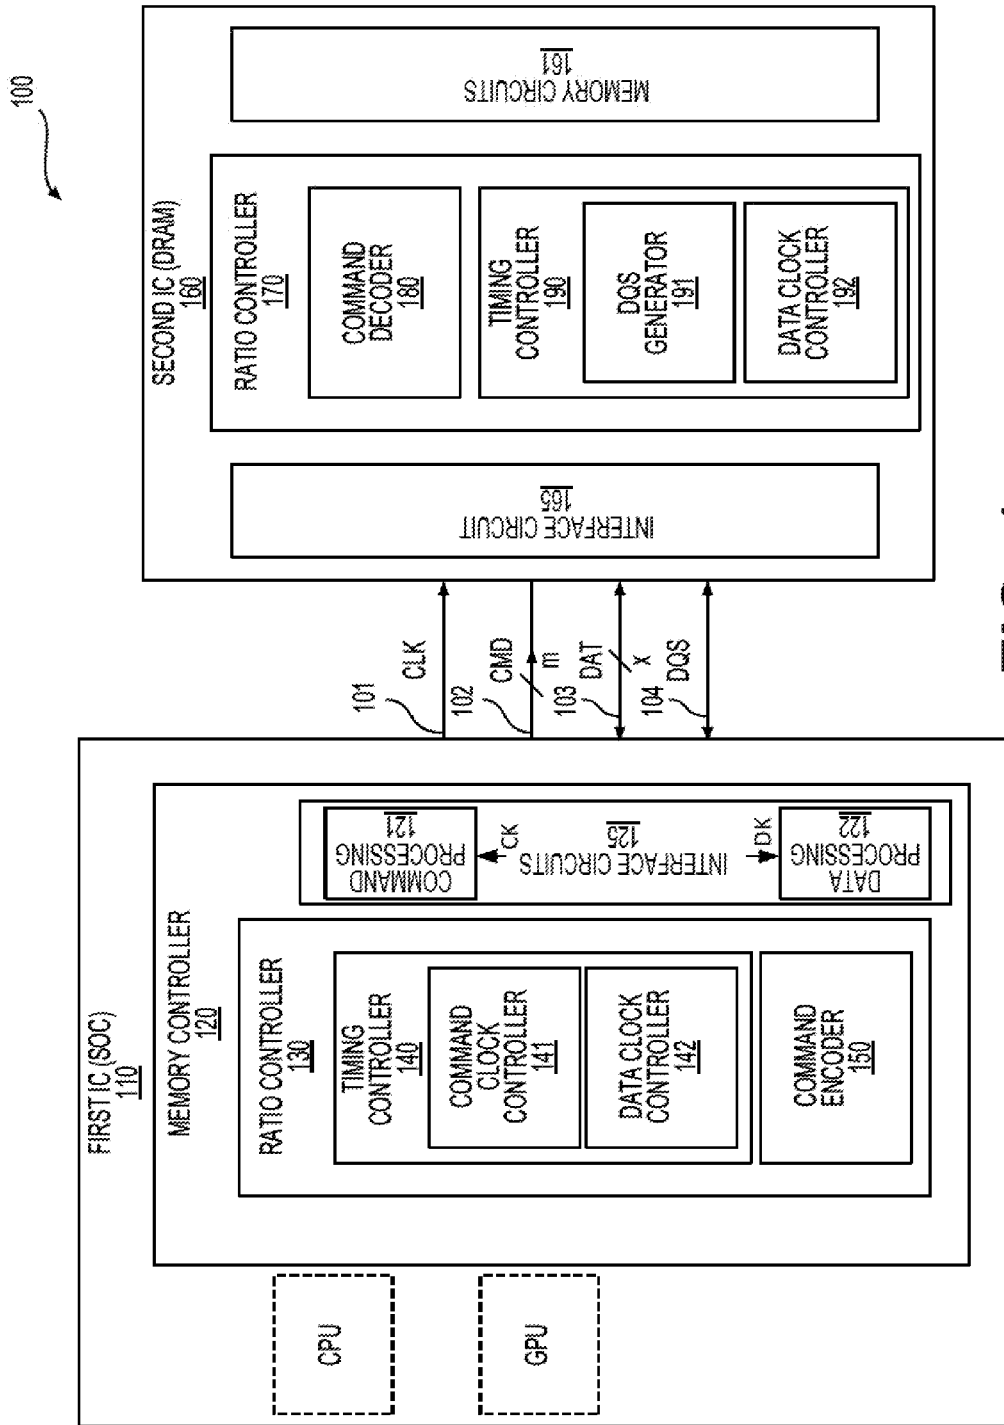 100
FIRST IC (SOC)
110
MEMORY CONTROLLER
120
RATIO CONTROLLER
130
TIMING
CONTROLLER
140
COMMAND
CLOCK
CONTROLLER
141
DATA CLOCK
CONTROLLER
142
COMMAND
ENCODER
150
CPU
GPU
COMMAND
PROCESSING
121
CK
INTERFACE CIRCUITS
125
DK
DATA
PROCESSING
122
101
CLK
102
CMD
m
103
DAT
x
104
DQS
SECOND IC (DRAM)
160
RATIO CONTROLLER
170
COMMAND
DECODER
180
TIMING
CONTROLLER
190
DQS
GENERATOR
191
DATA CLOCK
CONTROLLER
192
INTERFACE CIRCUIT
165
MEMORY CIRCUITS
161